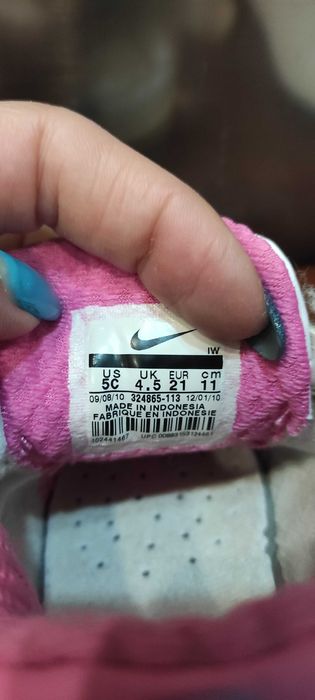 IW
US UK EUR cm
5C 4.5 21 11
09/08/10 324865-113 12/01/10
MADE IN INDONESIA
FABRIQUE EN INDONESIE